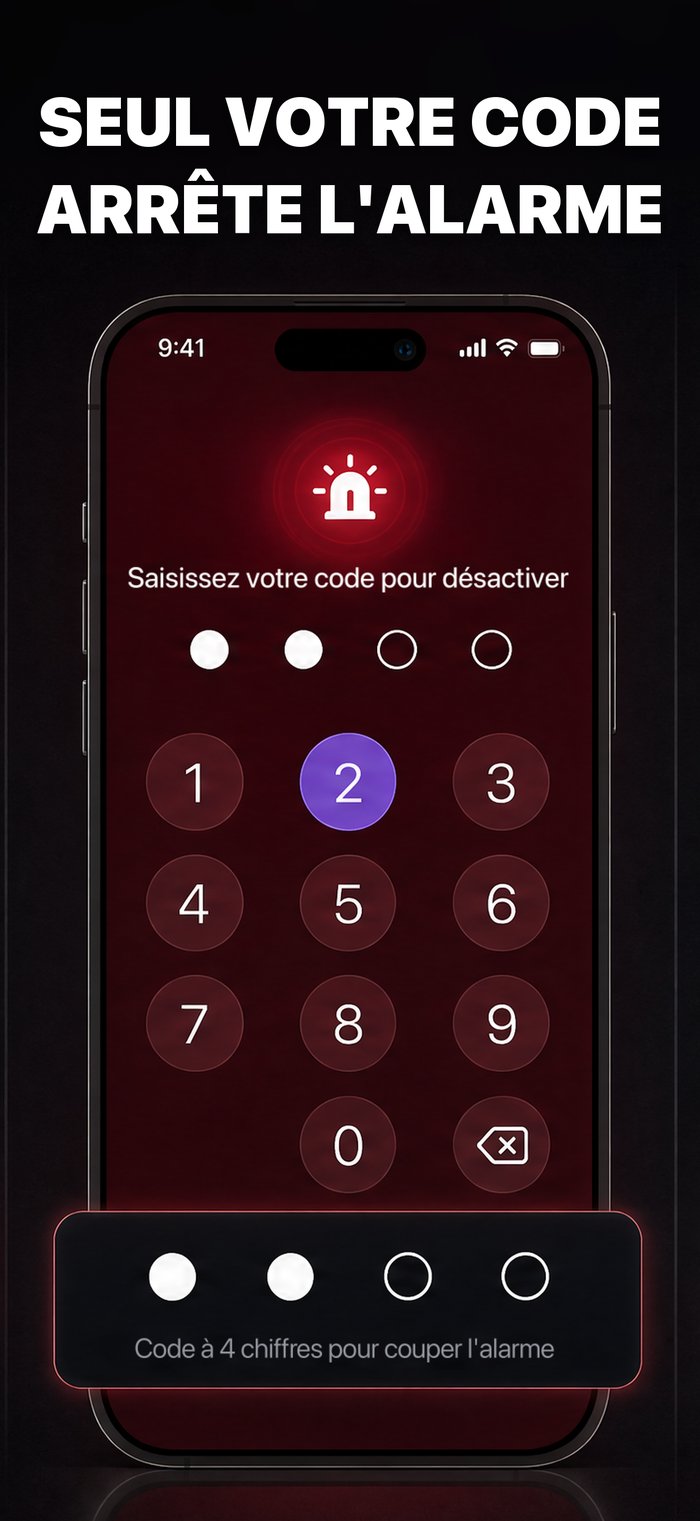 SEUL VOTRE CODE
ARRÊTE L'ALARME
9:41
Saisissez votre code pour désactiver
1 2 3
4 5 6
7 8 9
0
Code à 4 chiffres pour couper l'alarme